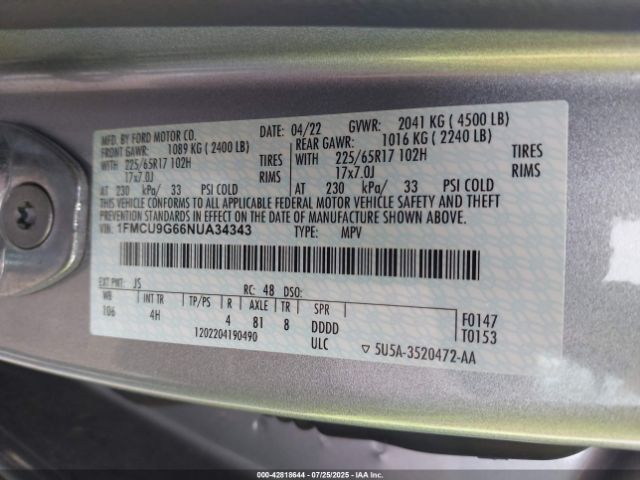 MFD. BY FORD MOTOR CO. DATE: 04/22 GVWR: 2041 KG ( 4500 LB)
FRONT GAWR: 1089 KG ( 2400 LB) REAR GAWR: 1016 KG ( 2240 LB)
WITH 225/65R17 102H TIRES WITH 225/65R17 102H TIRES
17x7.0J RIMS 17x7.0J RIMS
AT 230 kPa/ 33 PSI COLD AT 230 kPa/ 33 PSI COLD
THIS VEHICLE CONFORMS TO ALL APPLICABLE FEDERAL MOTOR VEHICLE SAFETY AND THEFT PREVENTION
STANDARDS IN EFFECT ON THE DATE OF MANUFACTURE SHOWN ABOVE.
VIN: 1FMCU9G66NUA34343 TYPE: MPV
EXT PNT: JS RC: 48 DSO:
WB INT TR TP/PS R AXLE TR SPR
106 4H 4 81 8 DDDD F0147
1202204190490 ULC T0153
▽ 5U5A-3520472-AA
000-42818644 - 07/25/2025 - IAA, Inc.